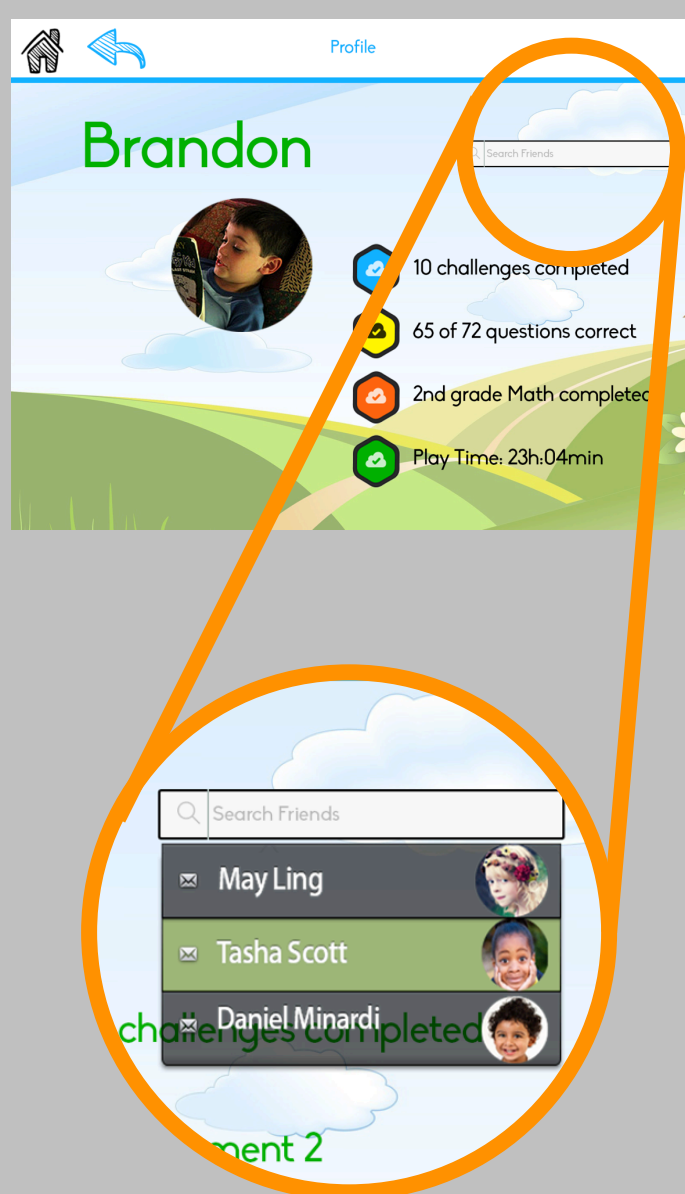 Profile
Brandon
Search Friends
10 challenges completed
65 of 72 questions correct
2nd grade Math completed
Play Time: 23h:04min
Search Friends
May Ling
Tasha Scott
Daniel Minardi
challenges completed
ment 2